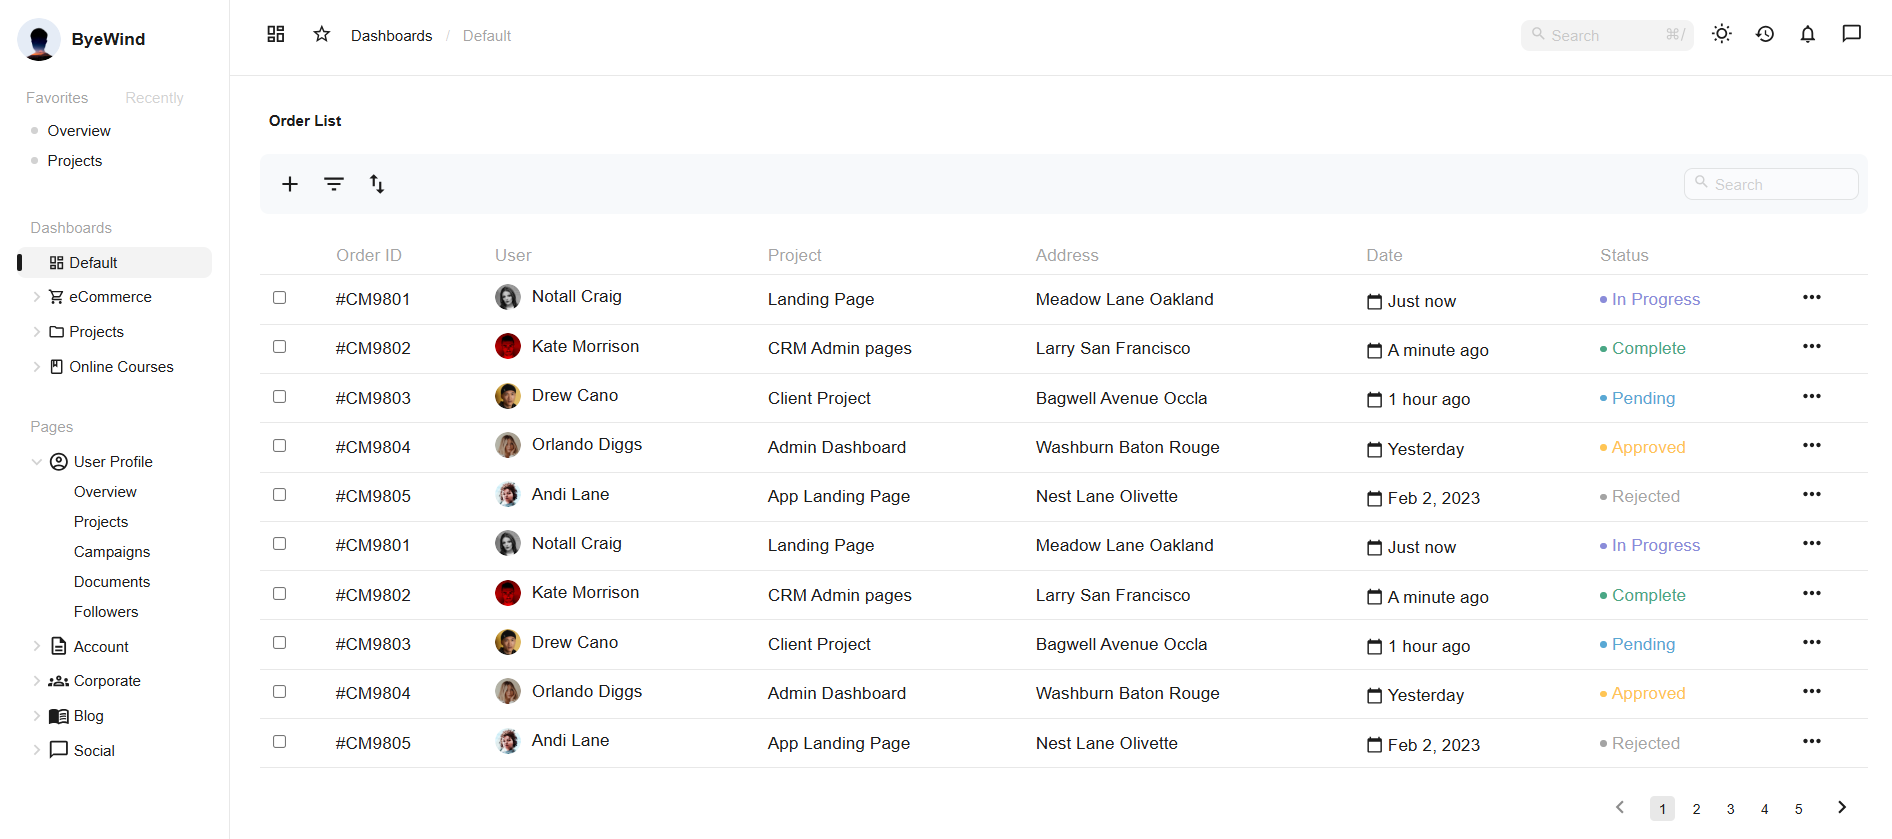 ByeWind
Favorites Recently
Overview
Projects
Dashboards
Default
eCommerce
Projects
Online Courses
Pages
User Profile
Overview
Projects
Campaigns
Documents
Followers
Account
Corporate
Blog
Social
Dashboards / Default
Search ⌘/
Order List
Search
Order ID User Project Address Date Status
#CM9801 Notall Craig Landing Page Meadow Lane Oakland Just now In Progress
#CM9802 Kate Morrison CRM Admin pages Larry San Francisco A minute ago Complete
#CM9803 Drew Cano Client Project Bagwell Avenue Occla 1 hour ago Pending
#CM9804 Orlando Diggs Admin Dashboard Washburn Baton Rouge Yesterday Approved
#CM9805 Andi Lane App Landing Page Nest Lane Olivette Feb 2, 2023 Rejected
#CM9801 Notall Craig Landing Page Meadow Lane Oakland Just now In Progress
#CM9802 Kate Morrison CRM Admin pages Larry San Francisco A minute ago Complete
#CM9803 Drew Cano Client Project Bagwell Avenue Occla 1 hour ago Pending
#CM9804 Orlando Diggs Admin Dashboard Washburn Baton Rouge Yesterday Approved
#CM9805 Andi Lane App Landing Page Nest Lane Olivette Feb 2, 2023 Rejected
1 2 3 4 5